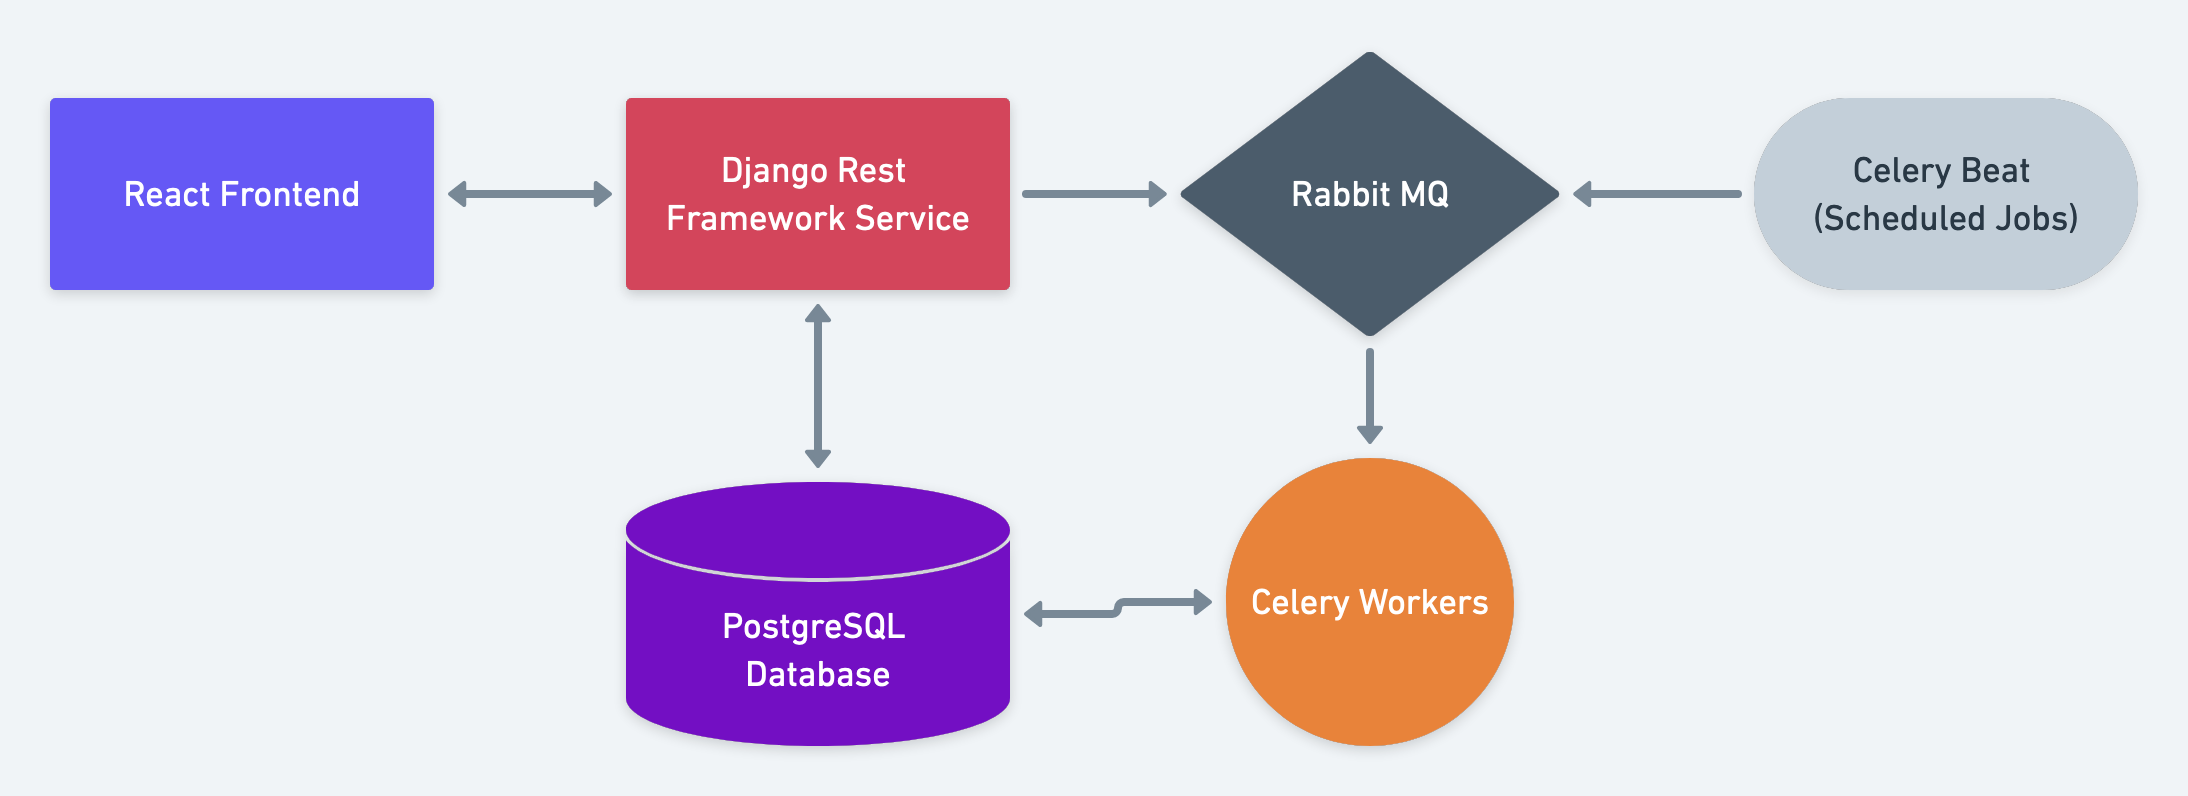 React Frontend
Django Rest
Framework Service
Rabbit MQ
Celery Beat
(Scheduled Jobs)
PostgreSQL
Database
Celery Workers